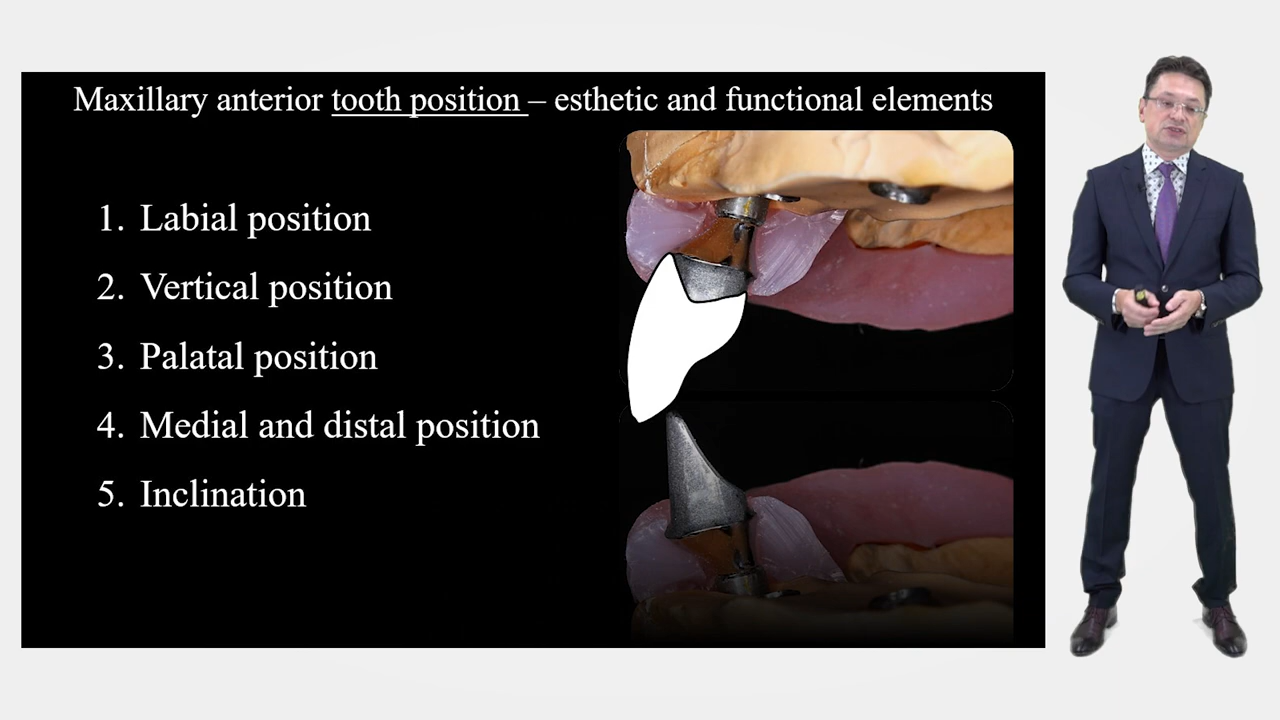 Maxillary anterior tooth position – esthetic and functional elements
1. Labial position
2. Vertical position
3. Palatal position
4. Medial and distal position
5. Inclination